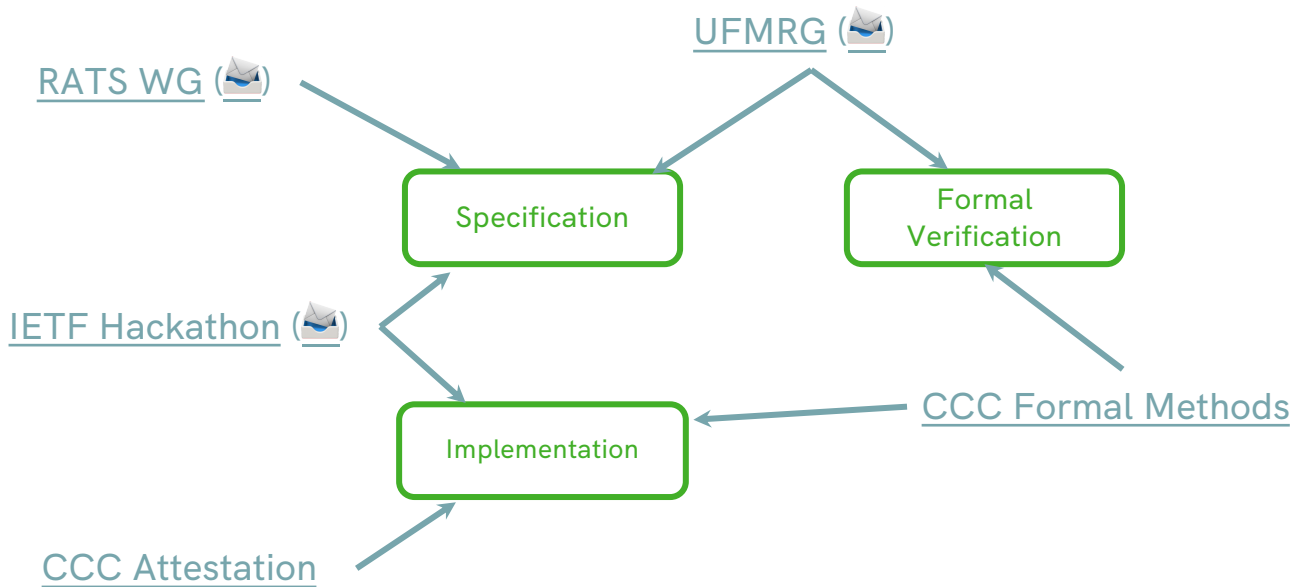 UFMRG (📨)
RATS WG (📨)
Specification
Formal
Verification
IETF Hackathon (📨)
CCC Formal Methods
Implementation
CCC Attestation